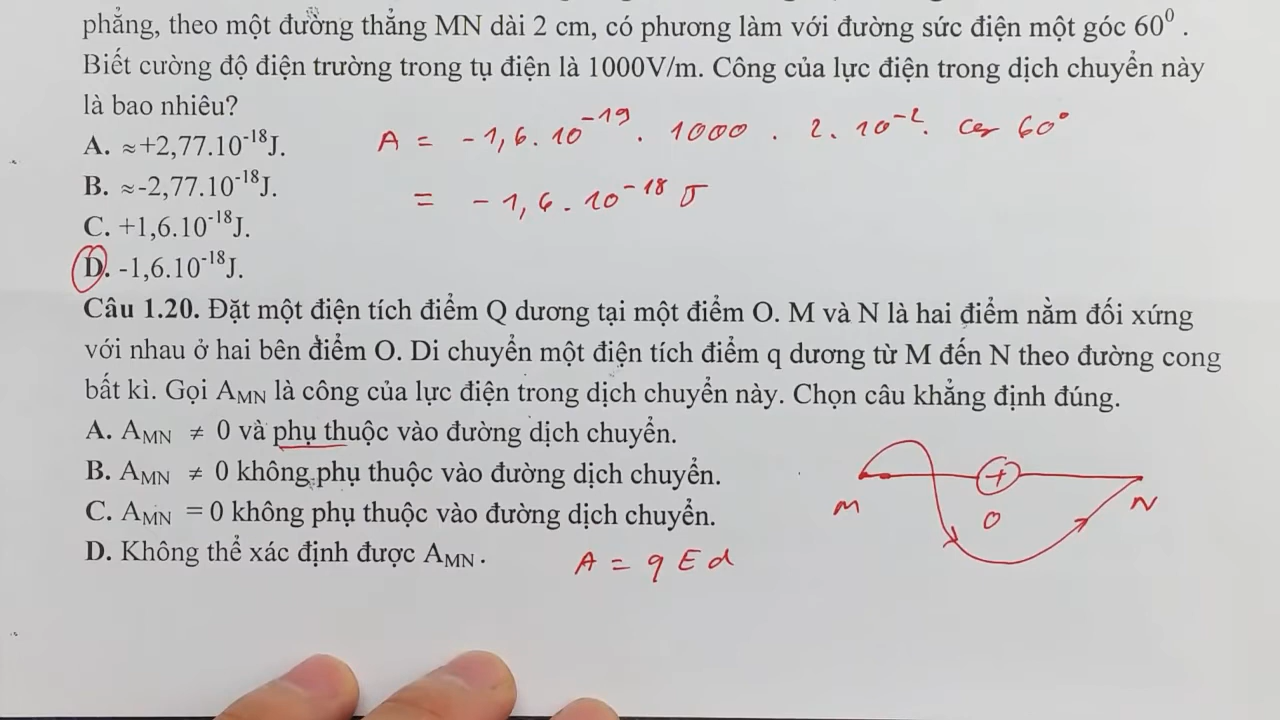 phẳng, theo một đường thẳng MN dài 2 cm, có phương làm với đường sức điện một góc 60⁰ .
Biết cường độ điện trường trong tụ điện là 1000V/m. Công của lực điện trong dịch chuyển này
là bao nhiêu?
A = -1,6.10⁻¹⁹ . 1000 . 2.10⁻². cos 60°
A. ≈+2,77.10⁻¹⁸J.
B. ≈-2,77.10⁻¹⁸J.
= -1,6.10⁻¹⁸ J
C. +1,6.10⁻¹⁸J.
D. -1,6.10⁻¹⁸J.
Câu 1.20. Đặt một điện tích điểm Q dương tại một điểm O. M và N là hai điểm nằm đối xứng
với nhau ở hai bên điểm O. Di chuyển một điện tích điểm q dương từ M đến N theo đường cong
bất kì. Gọi AMN là công của lực điện trong dịch chuyển này. Chọn câu khẳng định đúng.
A. AMN ≠ 0 và phụ thuộc vào đường dịch chuyển.
B. AMN ≠ 0 không phụ thuộc vào đường dịch chuyển.
C. AMN = 0 không phụ thuộc vào đường dịch chuyển.
D. Không thể xác định được AMN .
A = qEd
+
M O N